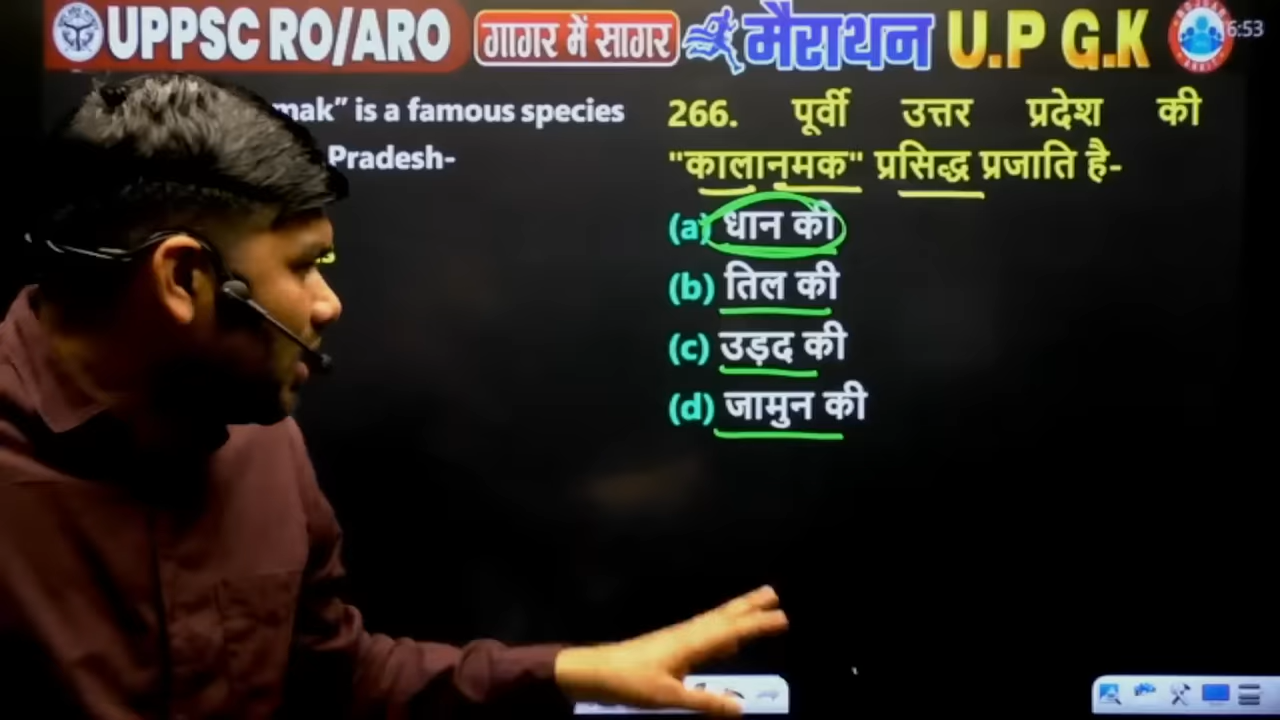 UPPSC RO/ARO गागर में सागर मैराथन U.P G.K
6:53
mak" is a famous species
Pradesh-
266. पूर्वी उत्तर प्रदेश की
"कालानमक" प्रसिद्ध प्रजाति है-
(a) धान की
(b) तिल की
(c) उड़द की
(d) जामुन की